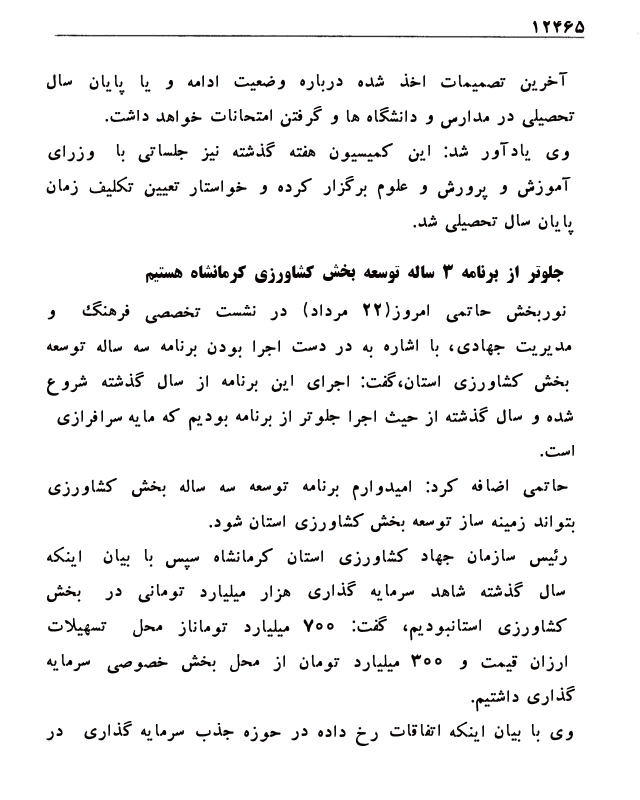 ۱۲۴۶۵
آخرین تصمیمات اخذ شده درباره وضعیت ادامه و یا پایان سال
تحصیلی در مدارس و دانشگاه ها و گرفتن امتحانات خواهد داشت.
وی یادآور شد: این کمیسیون هفته گذشته نیز جلساتی با وزرای
آموزش و پرورش و علوم برگزار کرده و خواستار تعیین تکلیف زمان
پایان سال تحصیلی شد.
جلوتر از برنامه ۳ ساله توسعه بخش کشاورزی کرمانشاه هستیم
نوربخش حاتمی امروز(۲۲ مرداد) در نشست تخصصی فرهنگ و
مدیریت جهادی، با اشاره به در دست اجرا بودن برنامه سه ساله توسعه
بخش کشاورزی استان،گفت: اجرای این برنامه از سال گذشته شروع
شده و سال گذشته از حیث اجرا جلوتر از برنامه بودیم که مایه سرافرازی
است.
حاتمی اضافه کرد: امیدوارم برنامه توسعه سه ساله بخش کشاورزی
بتواند زمینه ساز توسعه بخش کشاورزی استان شود.
رئیس سازمان جهاد کشاورزی استان کرمانشاه سپس با بیان اینکه
سال گذشته شاهد سرمایه گذاری هزار میلیارد تومانی در بخش
کشاورزی استانبودیم، گفت: ۷۰۰ میلیارد توماناز محل تسهیلات
ارزان قیمت و ۳۰۰ میلیارد تومان از محل بخش خصوصی سرمایه
گذاری داشتیم.
وی با بیان اینکه اتفاقات رخ داده در حوزه جذب سرمایه گذاری در